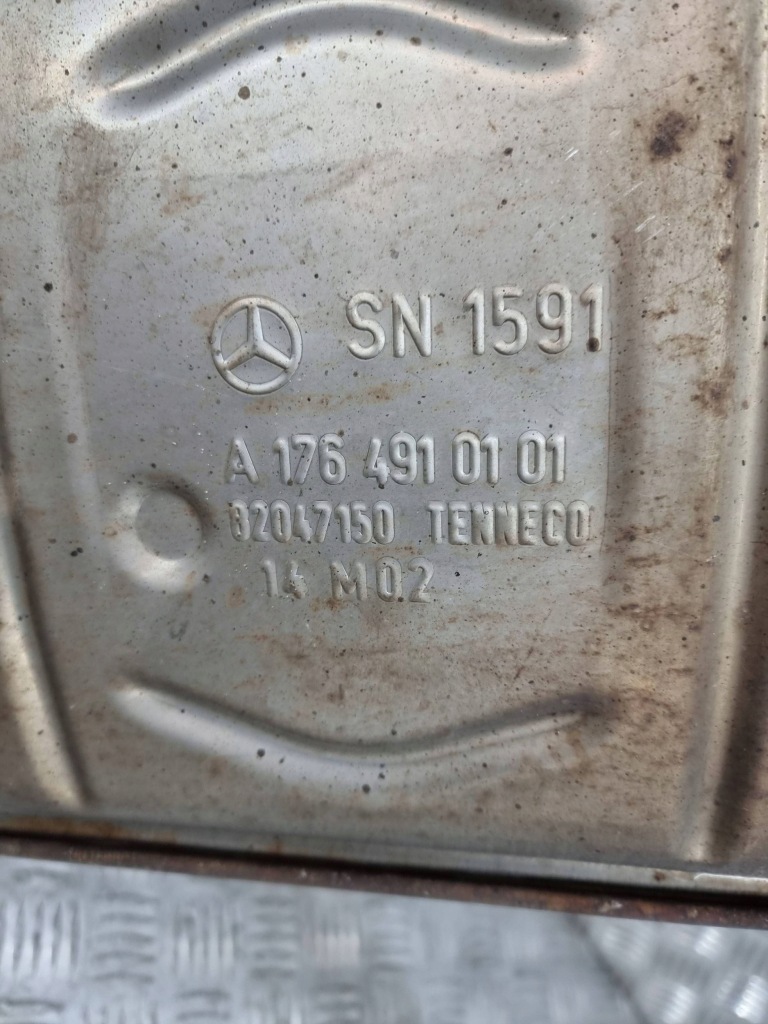 SN 1591
A 176 491 01 01
82047150 TENNECO
14 M02